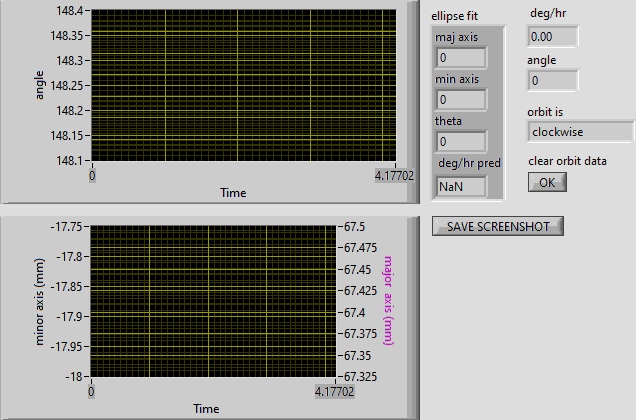 148.4
148.35
148.3
148.25
148.2
148.15
148.1
angle
0
4.17702
Time
ellipse fit
maj axis
0
min axis
0
theta
0
deg/hr pred
NaN
deg/hr
0.00
angle
0
orbit is
clockwise
clear orbit data
OK
SAVE SCREENSHOT
-17.75
-17.8
-17.85
-17.9
-17.95
-18
minor axis (mm)
67.5
67.475
67.45
67.425
67.4
67.375
67.35
67.325
major axis (mm)
0
4.17702
Time